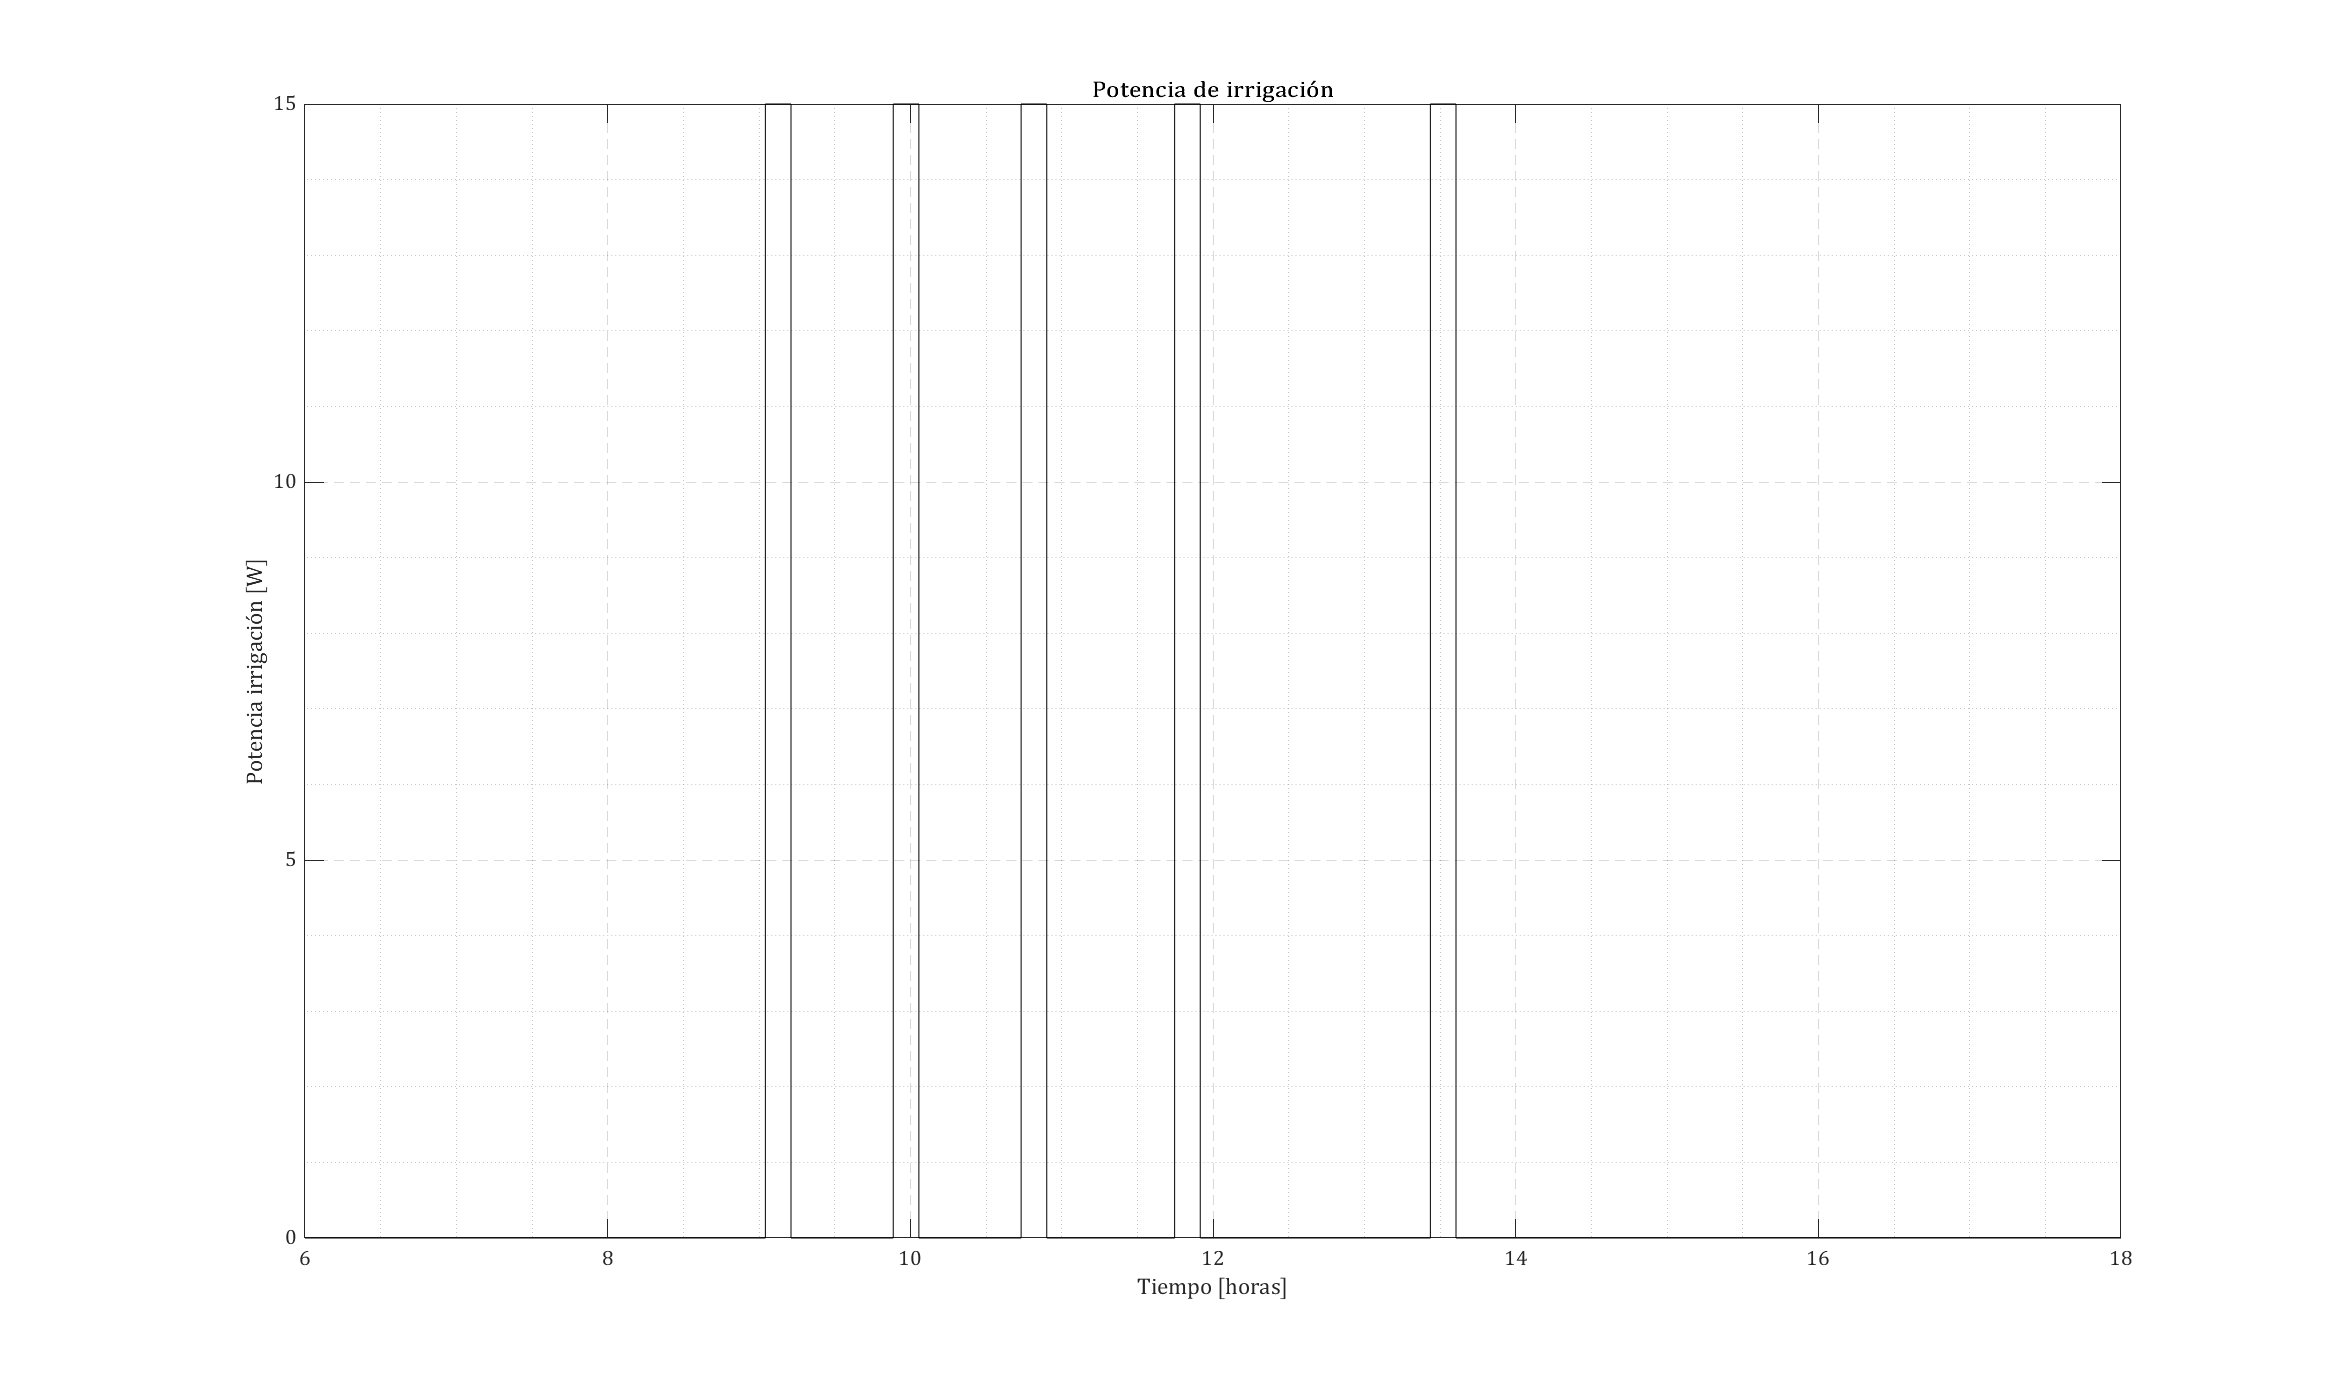 Potencia de irrigación
15
10
5
0
Potencia irrigación [W]
6 8 10 12 14 16 18
Tiempo [horas]